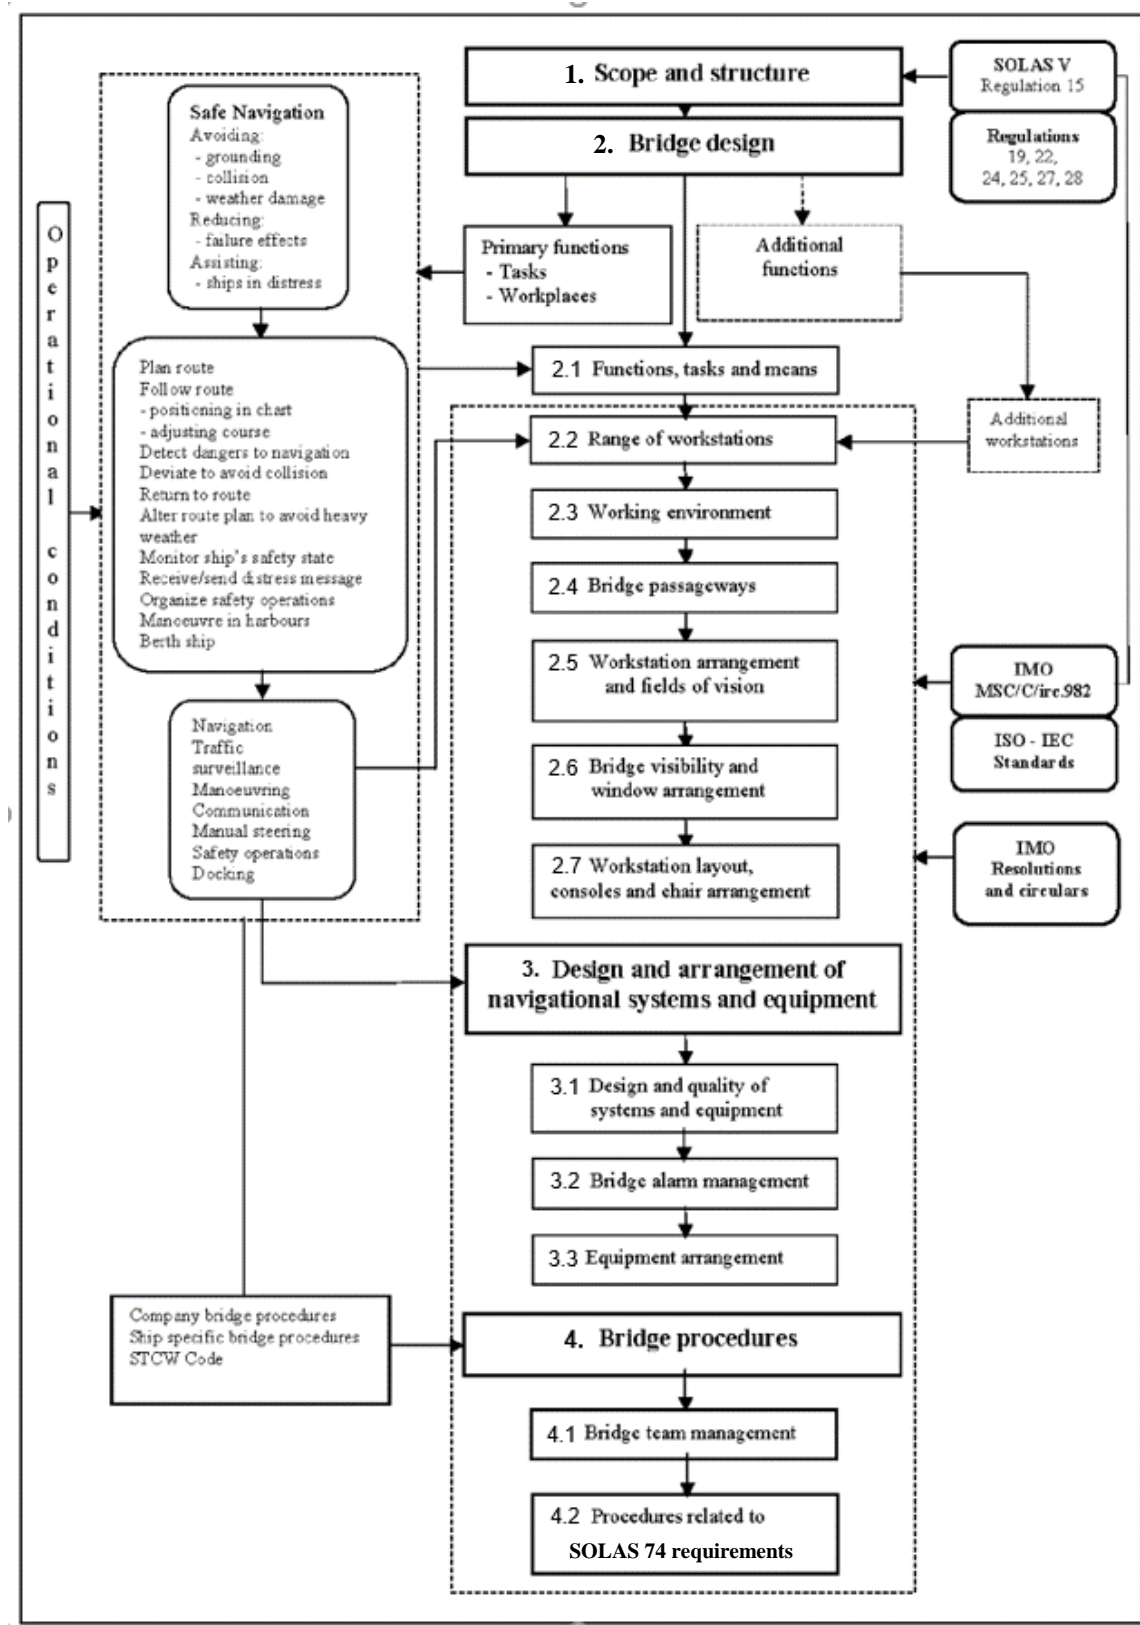 1. Scope and structure
SOLAS V
Regulation 15
2. Bridge design
Regulations
19, 22,
24, 25, 27, 28
Safe Navigation
Avoiding:
- grounding
- collision
- weather damage
Reducing:
- failure effects
Assisting:
- ships in distress
Operational conditions
Primary functions
- Tasks
- Workplaces
Additional
functions
Plan route
Follow route
- positioning in chart
- adjusting course
Detect dangers to navigation
Deviate to avoid collision
Return to route
Alter route plan to avoid heavy
weather
Monitor ship's safety state
Receive/send distress message
Organize safety operations
Manoeuvre in harbours
Berth ship
2.1 Functions, tasks and means
2.2 Range of workstations
Additional
workstations
2.3 Working environment
2.4 Bridge passageways
2.5 Workstation arrangement
and fields of vision
IMO
MSC/C/irc.982
ISO - IEC
Standards
Navigation
Traffic
surveillance
Manoeuvring
Communication
Manual steering
Safety operations
Docking
2.6 Bridge visibility and
window arrangement
2.7 Workstation layout,
consoles and chair arrangement
IMO
Resolutions
and circulars
3. Design and arrangement of
navigational systems and equipment
3.1 Design and quality of
systems and equipment
3.2 Bridge alarm management
3.3 Equipment arrangement
Company bridge procedures
Ship specific bridge procedures
STCW Code
4. Bridge procedures
4.1 Bridge team management
4.2 Procedures related to
SOLAS 74 requirements